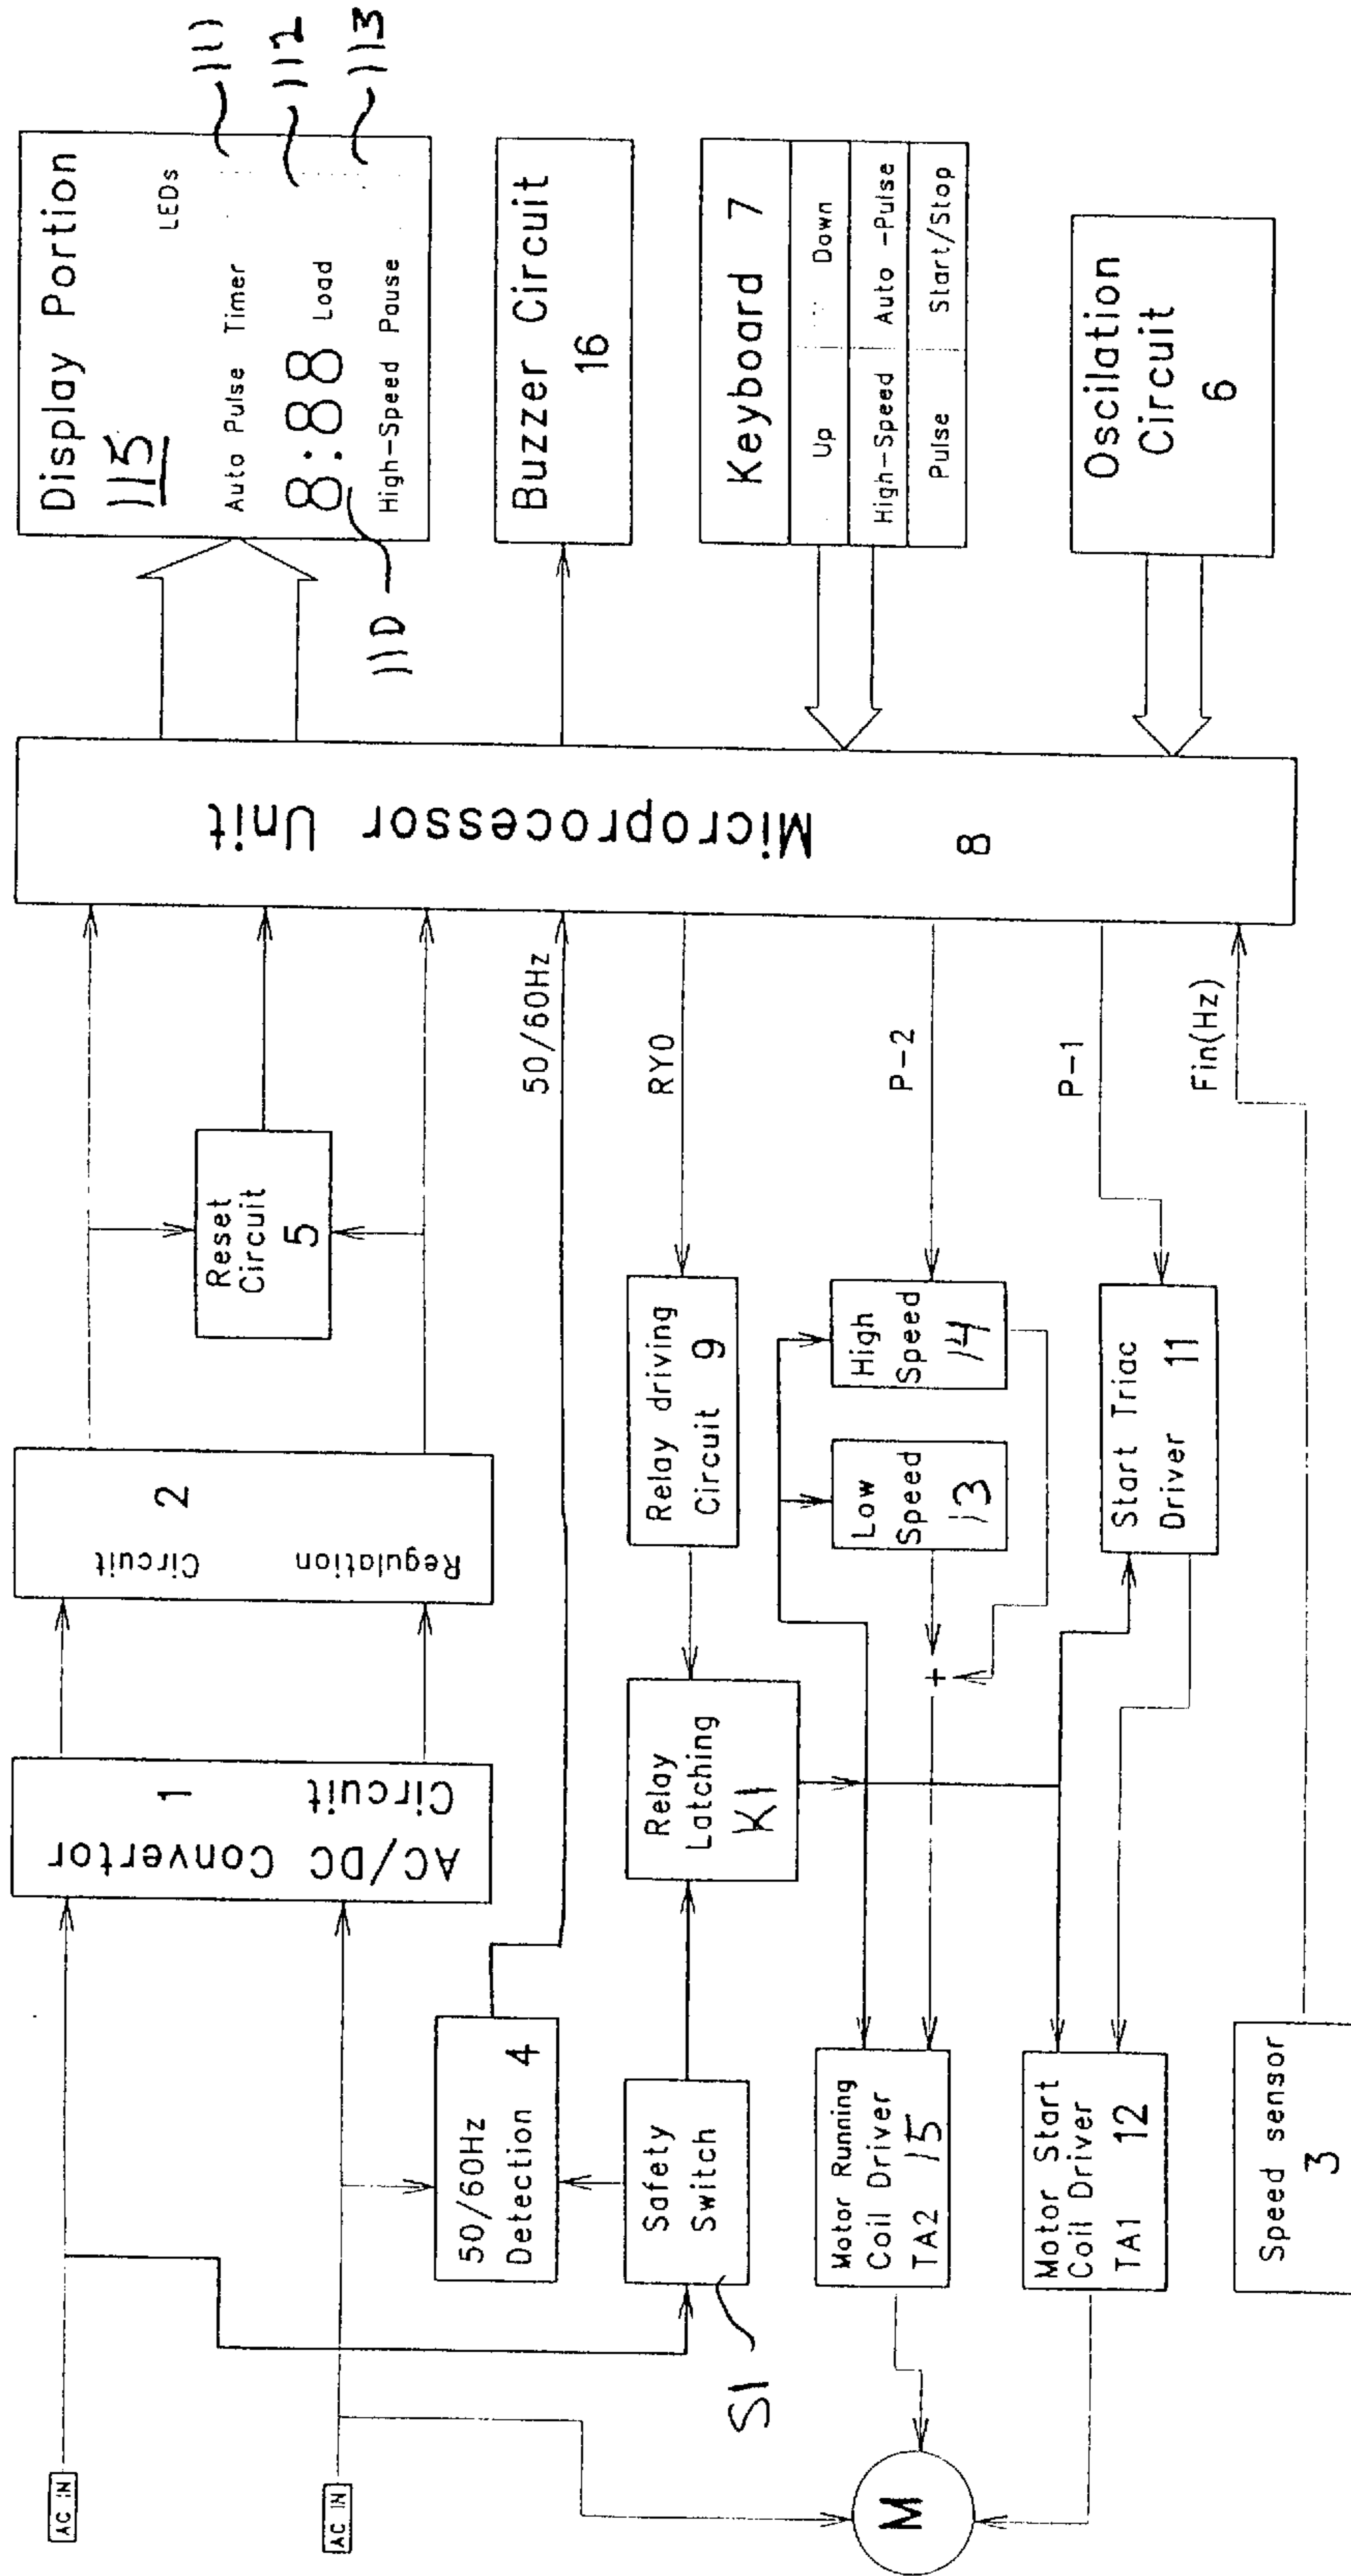 AC IN
AC IN
AC/DC Convertor
Circuit
1
Regulation
Circuit
2
Reset
Circuit
5
50/60Hz
Detection 4
Safety
Switch
S1
Relay
Latching
K1
Relay driving
Circuit 9
Low
Speed
13
High
Speed
14
+
Motor Running
Coil Driver
TA2 15
Motor Start
Coil Driver
TA1 12
Start Triac
Driver 11
M
Speed sensor
3
50/60Hz
RYO
P-2
P-1
Fin(Hz)
Microprocessor Unit
8
Display Portion
115
LEDs
Auto Pulse Timer
8:88 Load
High-Speed Pause
110
111
112
113
Buzzer Circuit
16
Keyboard 7
Up Down
High-Speed Auto -Pulse
Pulse Start/Stop
Oscilation
Circuit
6